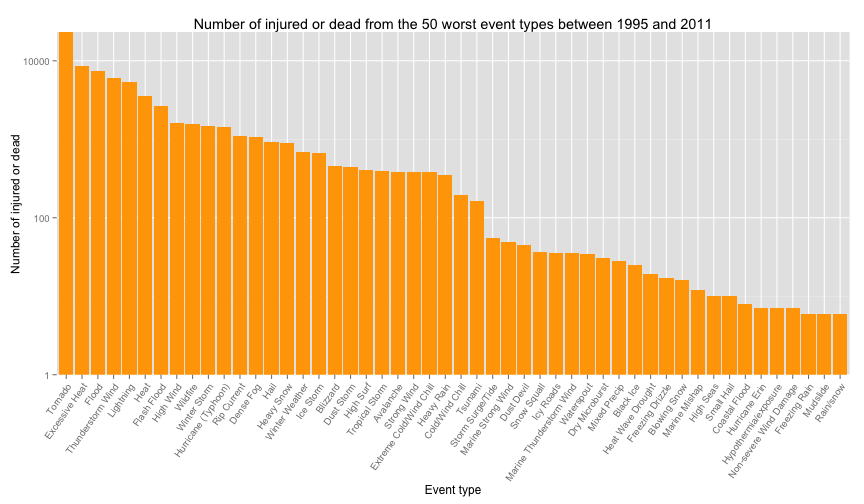 Number of injured or dead from the 50 worst event types between 1995 and 2011
Number of injured or dead
10000
100
1
Tornado
Excessive Heat
Flood
Thunderstorm Wind
Lightning
Heat
Flash Flood
High Wind
Wildfire
Winter Storm
Hurricane (Typhoon)
Rip Current
Dense Fog
Hail
Heavy Snow
Winter Weather
Ice Storm
Blizzard
Dust Storm
High Surf
Tropical Storm
Avalanche
Strong Wind
Extreme Cold/Wind Chill
Heavy Rain
Cold/Wind Chill
Tsunami
Storm Surge/Tide
Marine Strong Wind
Dust Devil
Snow Squall
Icy Roads
Marine Thunderstorm Wind
Waterspout
Dry Microburst
Mixed Precip
Black Ice
Heat Wave Drought
Freezing Drizzle
Blowing Snow
Marine Mishap
High Seas
Small Hail
Coastal Flood
Hurricane Erin
Hypothermia/exposure
Non-severe Wind Damage
Freezing Rain
Mudslide
Rain/snow
Event type